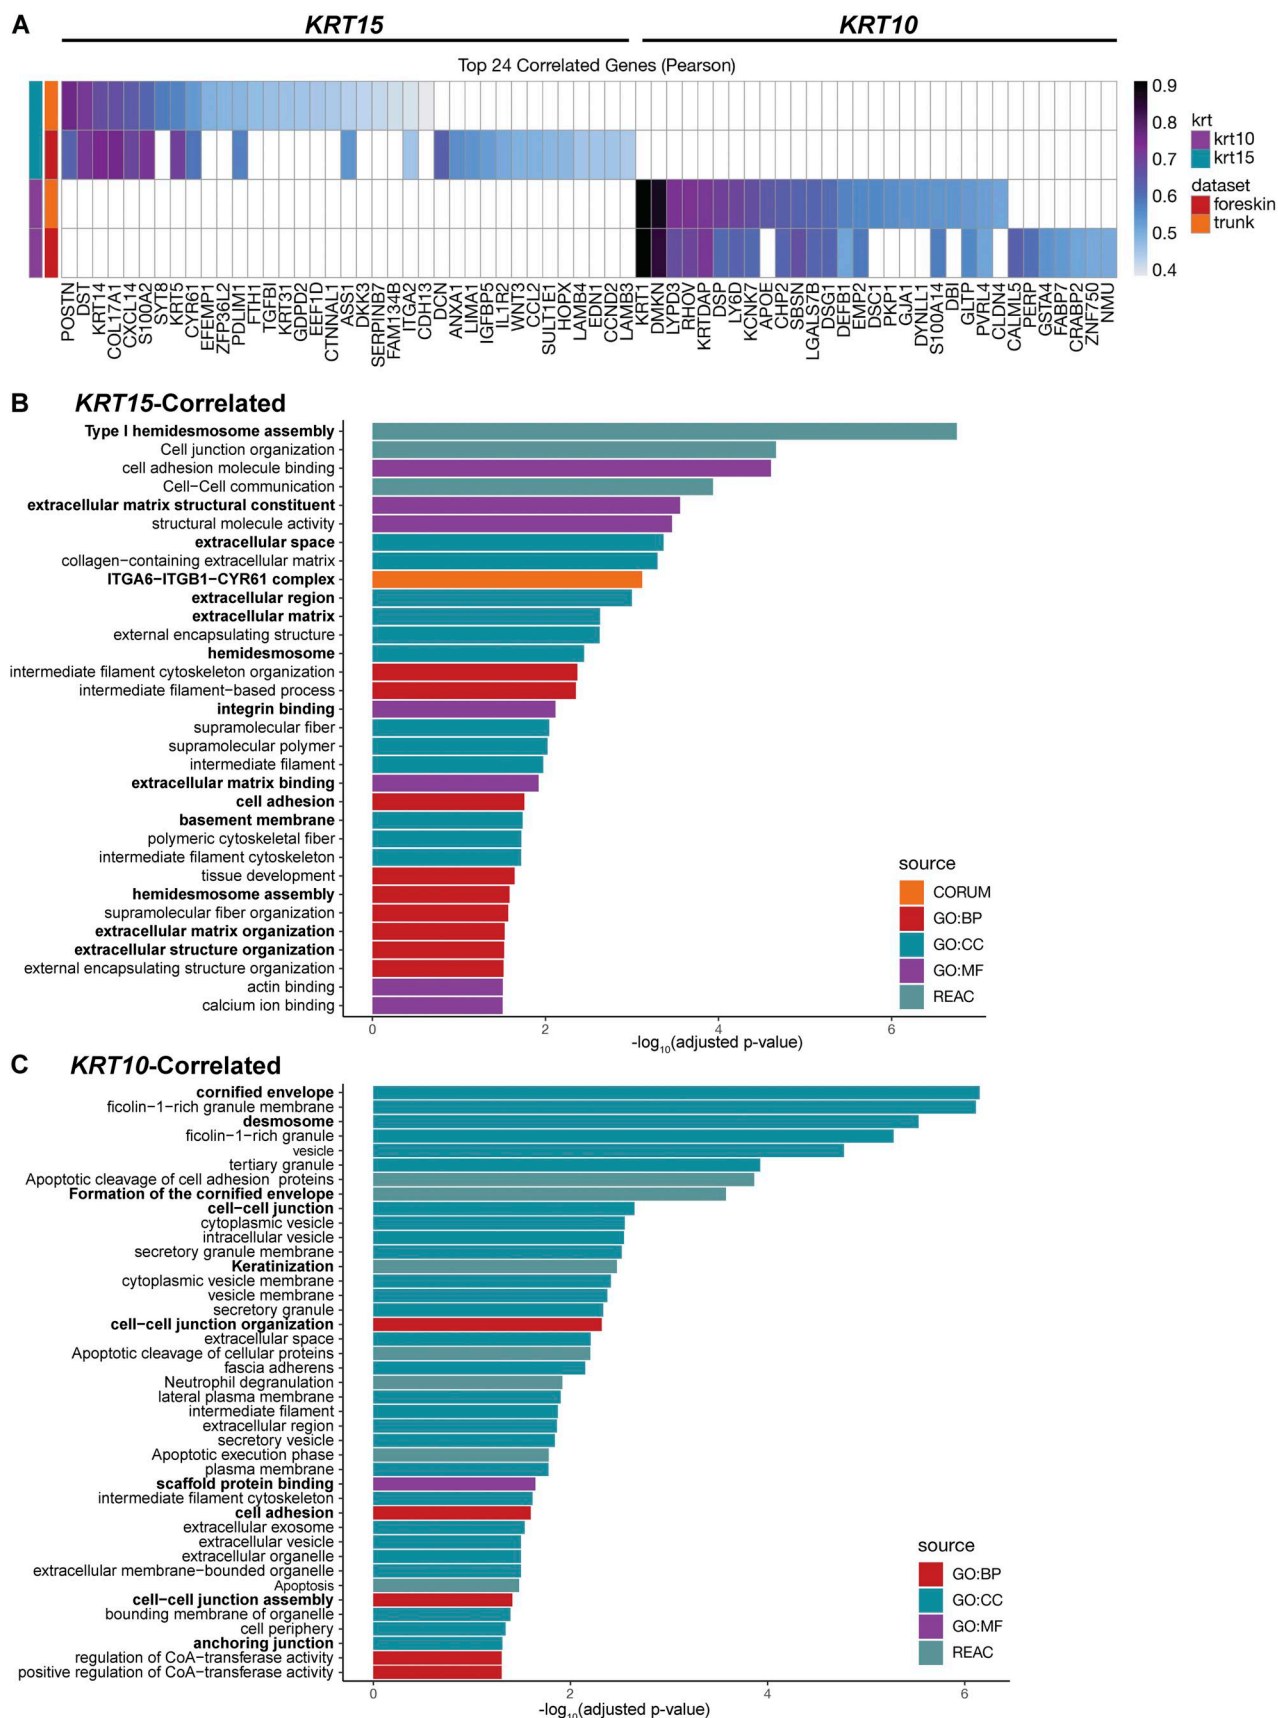 A
KRT15
KRT10
Top 24 Correlated Genes (Pearson)
0.9
0.8
0.7
0.6
0.5
0.4
krt
krt10
krt15
dataset
foreskin
trunk
POSTN
DST
KRT14
COL17A1
CXCL14
S100A2
SYT8
KRT5
CYR61
EFEMP1
ZFP36L2
PDLIM1
FTH1
TGFBI
KRT31
GDPD2
EEF1D
CTNNAL1
ASS1
DKK3
SERPINB7
FAM134B
ITGA2
CDH13
DCN
ANXA1
LIMA1
IGFBP5
IL1R2
WNT3
CCL2
SULT1E1
HOPX
LAMB4
EDN1
CCND2
LAMB3
KRT1
DMKN
LYPD3
RHOV
KRTDAP
DSP
LY6D
KCNK7
APOE
CHP2
SBSN
LGALS7B
DSG1
DEFB1
EMP2
DSC1
PKP1
GJA1
DYNLL1
S100A14
DBI
GLTP
PVRL4
CLDN4
CALML5
PERP
GSTA4
FABP7
CRABP2
ZNF750
NMU
B
KRT15-Correlated
Type I hemidesmosome assembly
Cell junction organization
cell adhesion molecule binding
Cell−Cell communication
extracellular matrix structural constituent
structural molecule activity
extracellular space
collagen−containing extracellular matrix
ITGA6−ITGB1−CYR61 complex
extracellular region
extracellular matrix
external encapsulating structure
hemidesmosome
intermediate filament cytoskeleton organization
intermediate filament−based process
integrin binding
supramolecular fiber
supramolecular polymer
intermediate filament
extracellular matrix binding
cell adhesion
basement membrane
polymeric cytoskeletal fiber
intermediate filament cytoskeleton
tissue development
hemidesmosome assembly
supramolecular fiber organization
extracellular matrix organization
extracellular structure organization
external encapsulating structure organization
actin binding
calcium ion binding
source
CORUM
GO:BP
GO:CC
GO:MF
REAC
0
2
4
6
-log10(adjusted p-value)
C
KRT10-Correlated
cornified envelope
ficolin−1−rich granule membrane
desmosome
ficolin−1−rich granule
vesicle
tertiary granule
Apoptotic cleavage of cell adhesion proteins
Formation of the cornified envelope
cell−cell junction
cytoplasmic vesicle
intracellular vesicle
secretory granule membrane
Keratinization
cytoplasmic vesicle membrane
vesicle membrane
secretory granule
cell−cell junction organization
extracellular space
Apoptotic cleavage of cellular proteins
fascia adherens
Neutrophil degranulation
lateral plasma membrane
intermediate filament
extracellular region
secretory vesicle
Apoptotic execution phase
plasma membrane
scaffold protein binding
intermediate filament cytoskeleton
cell adhesion
extracellular exosome
extracellular vesicle
extracellular organelle
extracellular membrane−bounded organelle
Apoptosis
cell−cell junction assembly
bounding membrane of organelle
cell periphery
anchoring junction
regulation of CoA−transferase activity
positive regulation of CoA−transferase activity
source
GO:BP
GO:CC
GO:MF
REAC
0
2
4
6
-log10(adjusted p-value)